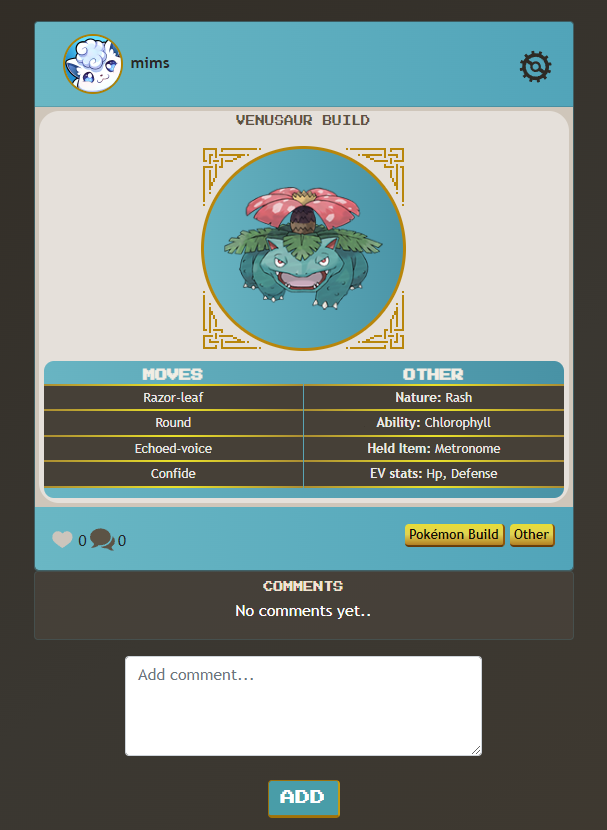 mims
VENUSAUR BUILD
MOVES OTHER
Razor-leaf Nature: Rash
Round Ability: Chlorophyll
Echoed-voice Held Item: Metronome
Confide EV stats: Hp, Defense
0 0 Pokémon Build Other
COMMENTS
No comments yet..
Add comment...
ADD